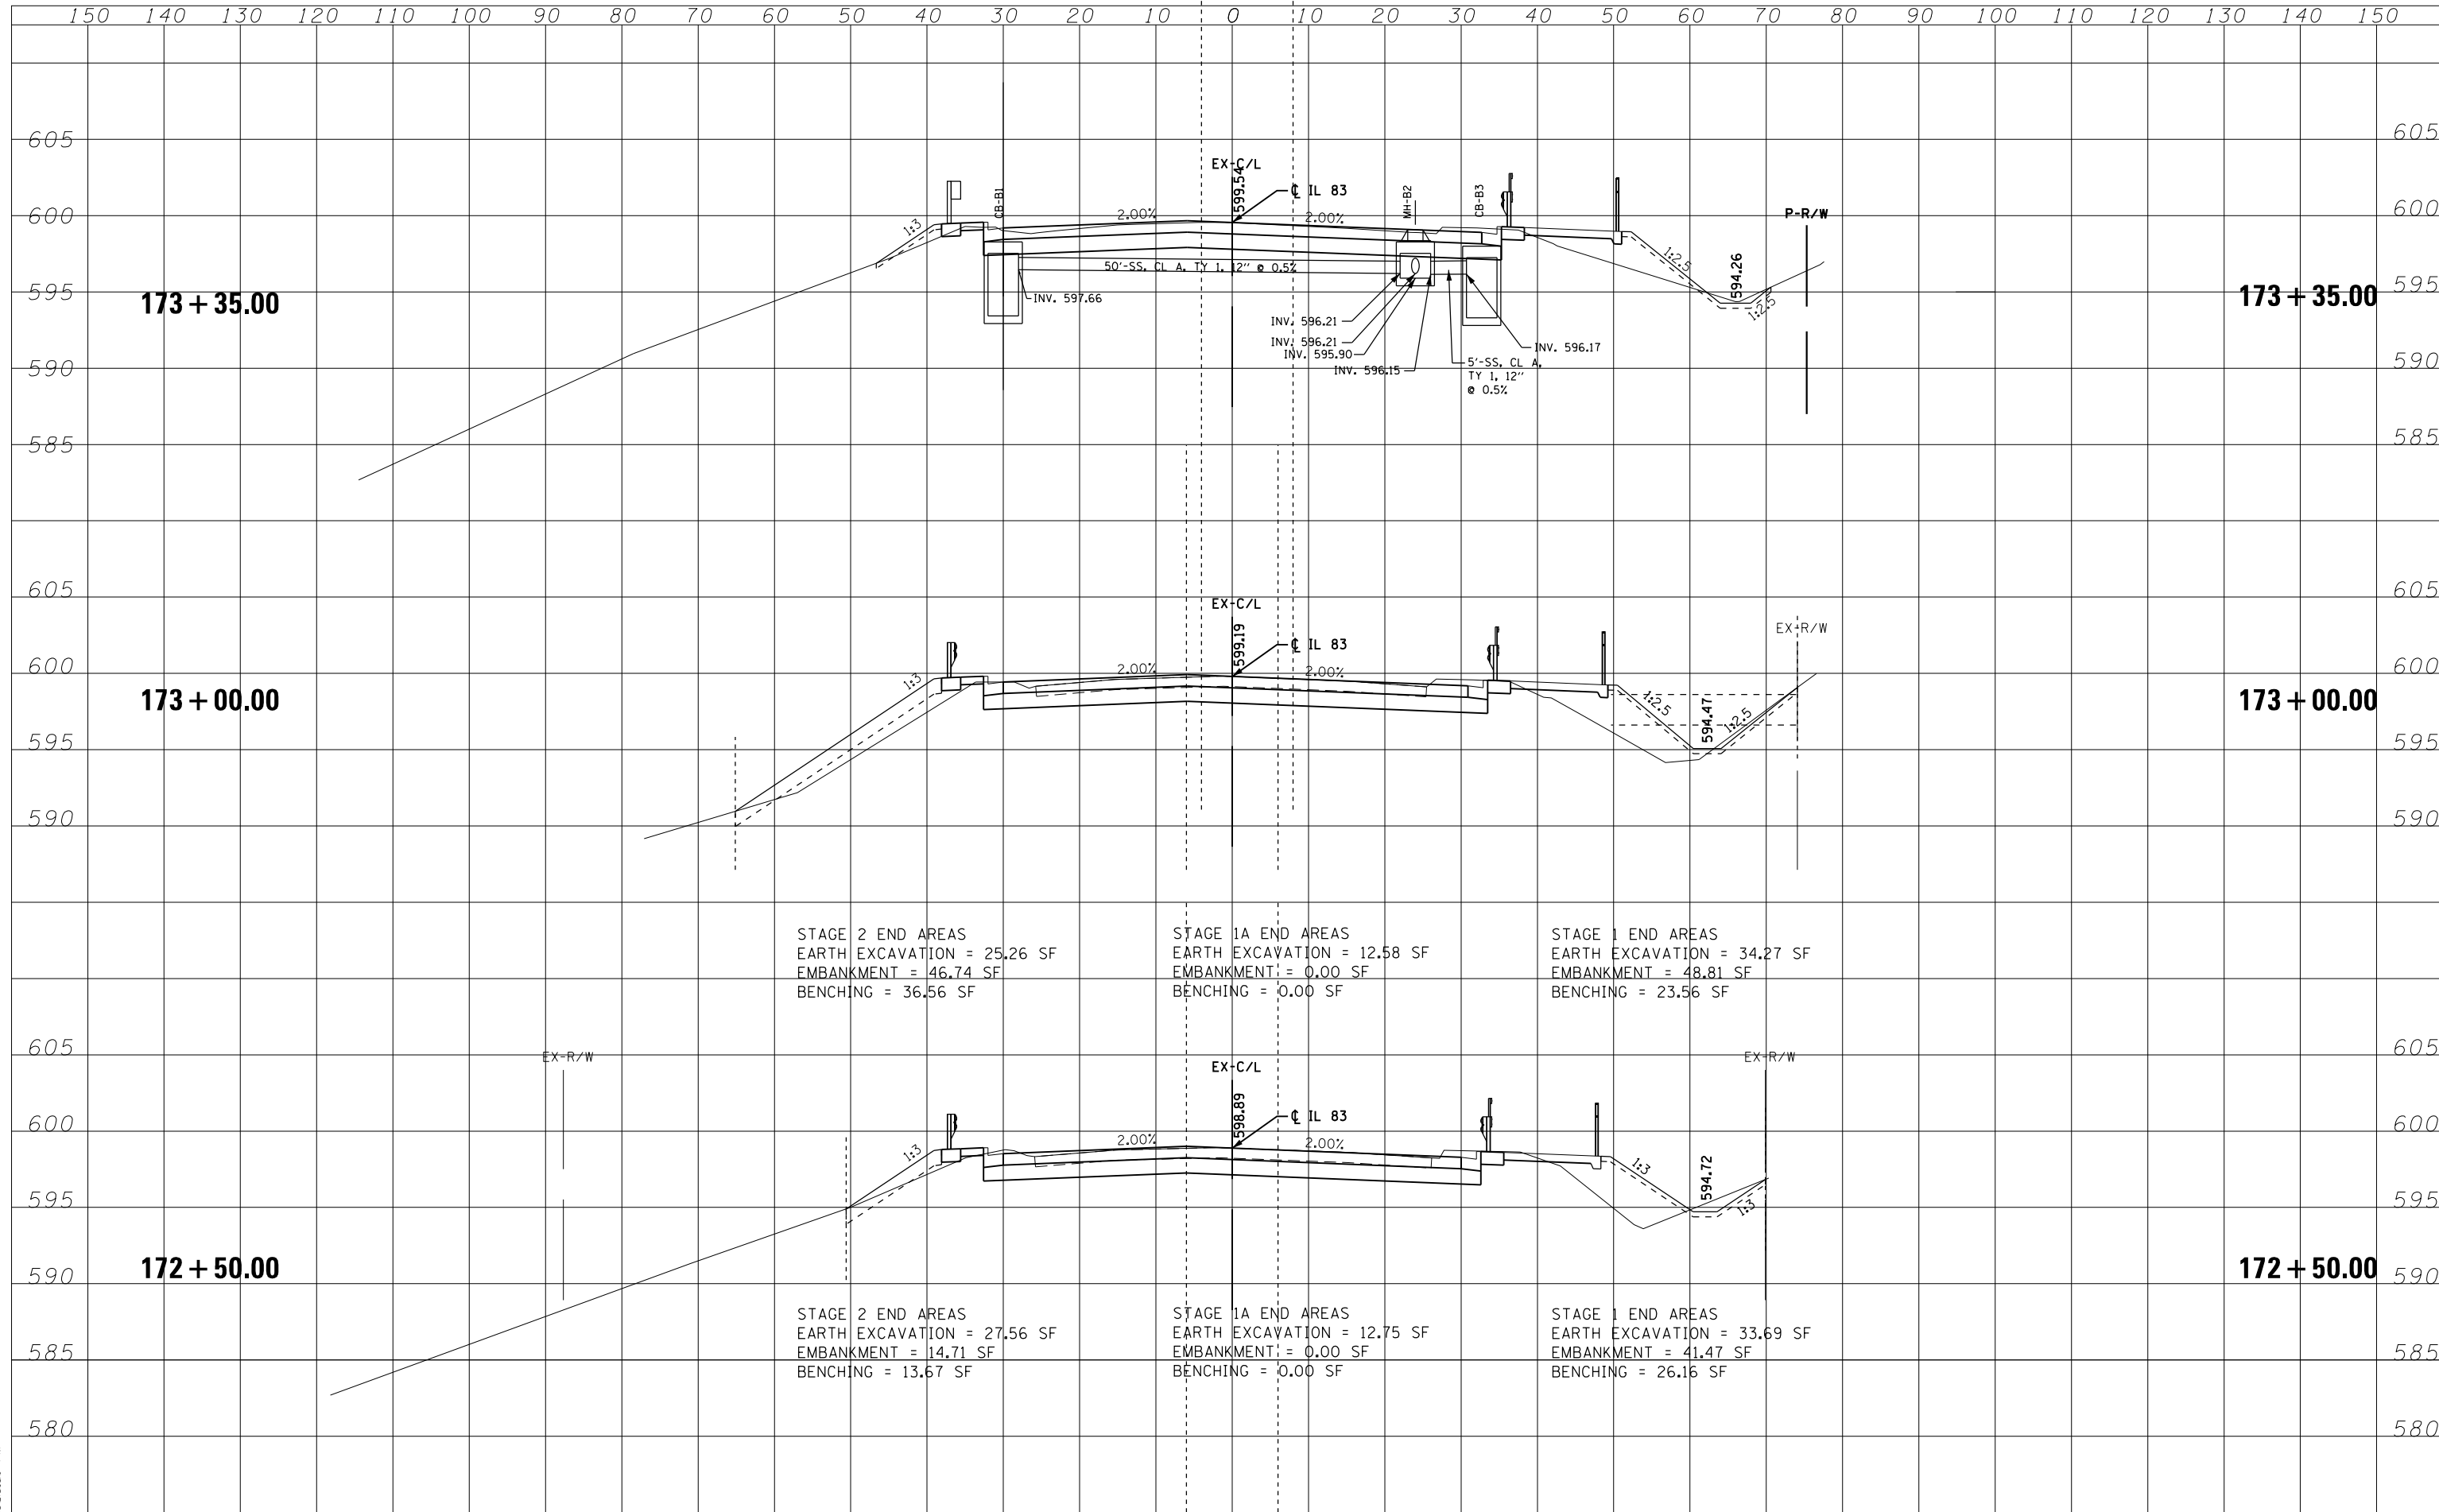 150 140 130 120 110 100 90 80 70 60 50 40 30 20 10 0 10 20 30 40 50 60 70 80 90 100 110 120 130 140 150
605 605
EX-C/L
599.54
℄ IL 83
CB-B1
MH-B2
CB-B3
600 600
2.00% 2.00%
P-R/W
1:3
1:2.5
594.26
1:2.5
50'-SS, CL A, TY 1, 12" @ 0.5%
595 595
173+35.00 173+35.00
INV. 597.66
INV. 596.21
INV. 596.21
INV. 595.90
INV. 596.15
INV. 596.17
5'-SS, CL A,
TY 1, 12"
@ 0.5%
590 590
585 585
605 605
EX-C/L
599.19
℄ IL 83
EX-R/W
600 600
2.00% 2.00%
1:3
1:2.5
594.47
1:2.5
173+00.00 173+00.00
595 595
590 590
STAGE 2 END AREAS
EARTH EXCAVATION = 25.26 SF
EMBANKMENT = 46.74 SF
BENCHING = 36.56 SF
STAGE 1A END AREAS
EARTH EXCAVATION = 12.58 SF
EMBANKMENT = 0.00 SF
BENCHING = 0.00 SF
STAGE 1 END AREAS
EARTH EXCAVATION = 34.27 SF
EMBANKMENT = 48.81 SF
BENCHING = 23.56 SF
605 605
EX-R/W
EX-C/L
EX-R/W
598.89
℄ IL 83
600 600
2.00% 2.00%
1:3
1:3
594.72
1:3
595 595
172+50.00 172+50.00
590 590
STAGE 2 END AREAS
EARTH EXCAVATION = 27.56 SF
EMBANKMENT = 14.71 SF
BENCHING = 13.67 SF
STAGE 1A END AREAS
EARTH EXCAVATION = 12.75 SF
EMBANKMENT = 0.00 SF
BENCHING = 0.00 SF
STAGE 1 END AREAS
EARTH EXCAVATION = 33.69 SF
EMBANKMENT = 41.47 SF
BENCHING = 26.16 SF
585 585
580 580